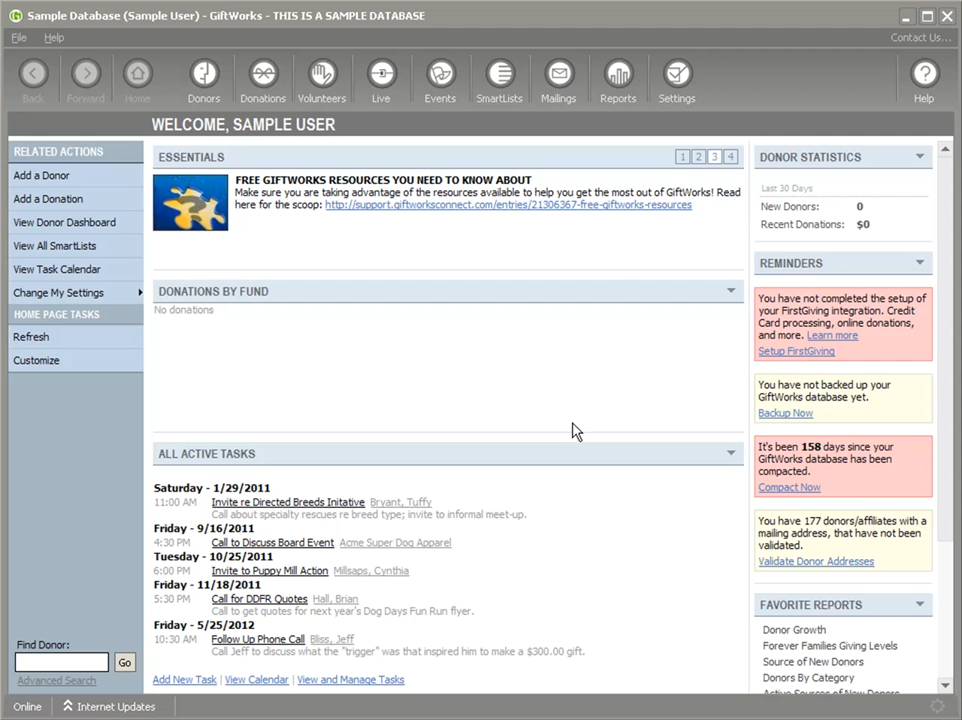 Sample Database (Sample User) - GiftWorks - THIS IS A SAMPLE DATABASE
File Help Contact Us...
Back Forward Home Donors Donations Volunteers Live Events SmartLists Mailings Reports Settings Help
WELCOME, SAMPLE USER
RELATED ACTIONS
Add a Donor
Add a Donation
View Donor Dashboard
View All SmartLists
View Task Calendar
Change My Settings
HOME PAGE TASKS
Refresh
Customize
Find Donor:
Go
Advanced Search
ESSENTIALS 1 2 3 4
FREE GIFTWORKS RESOURCES YOU NEED TO KNOW ABOUT
Make sure you are taking advantage of the resources available to help you get the most out of GiftWorks! Read
here for the scoop: http://support.giftworksconnect.com/entries/21306367-free-giftworks-resources
DONATIONS BY FUND
No donations
ALL ACTIVE TASKS
Saturday - 1/29/2011
11:00 AM Invite re Directed Breeds Initative Bryant, Tuffy
Call about specialty rescues re breed type; invite to informal meet-up.
Friday - 9/16/2011
4:30 PM Call to Discuss Board Event Acme Super Dog Apparel
Tuesday - 10/25/2011
6:00 PM Invite to Puppy Mill Action Millsaps, Cynthia
Friday - 11/18/2011
5:30 PM Call for DDFR Quotes Hall, Brian
Call to get quotes for next year's Dog Days Fun Run flyer.
Friday - 5/25/2012
10:30 AM Follow Up Phone Call Bliss, Jeff
Call Jeff to discuss what the "trigger" was that inspired him to make a $300.00 gift.
Add New Task | View Calendar | View and Manage Tasks
DONOR STATISTICS
Last 30 Days
New Donors: 0
Recent Donations: $0
REMINDERS
You have not completed the setup of
your FirstGiving integration. Credit
Card processing, online donations,
and more. Learn more
Setup FirstGiving
You have not backed up your
GiftWorks database yet.
Backup Now
It's been 158 days since your
GiftWorks database has been
compacted.
Compact Now
You have 177 donors/affiliates with a
mailing address, that have not been
validated.
Validate Donor Addresses
FAVORITE REPORTS
Donor Growth
Forever Families Giving Levels
Source of New Donors
Donors By Category
Active Sources of New Donors
Online Internet Updates